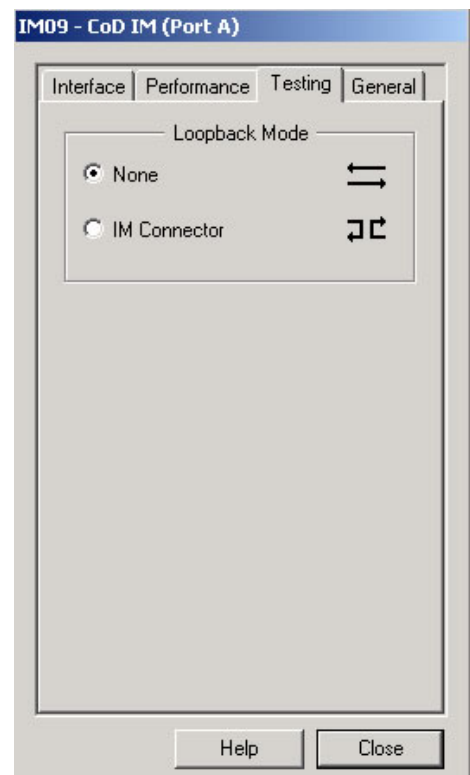 IM09 - CoD IM (Port A)
Interface Performance Testing General
Loopback Mode
None
IM Connector
Help Close